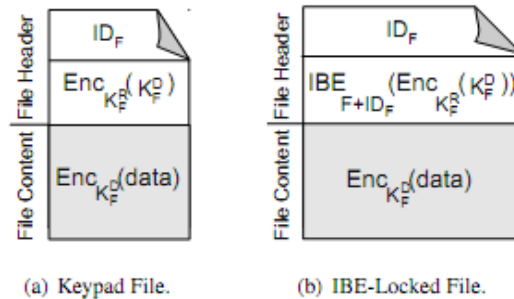 File Header
ID_F
Enc_{K_F^R}(K_F^D)
File Content
Enc_{K_F^D}(data)
(a) Keypad File.
File Header
ID_F
IBE_{F+ID_F}(Enc_{K_F^R}(K_F^D))
File Content
Enc_{K_F^D}(data)
(b) IBE-Locked File.